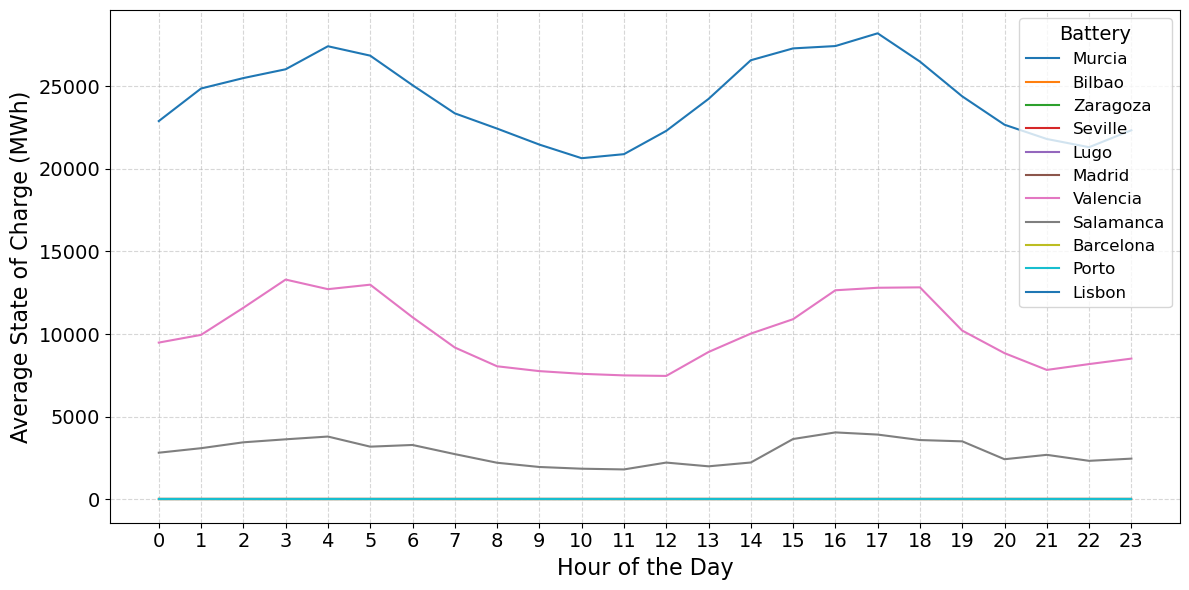 Average State of Charge (MWh)
25000
20000
15000
10000
5000
0
Battery
Murcia
Bilbao
Zaragoza
Seville
Lugo
Madrid
Valencia
Salamanca
Barcelona
Porto
Lisbon
0 1 2 3 4 5 6 7 8 9 10 11 12 13 14 15 16 17 18 19 20 21 22 23
Hour of the Day